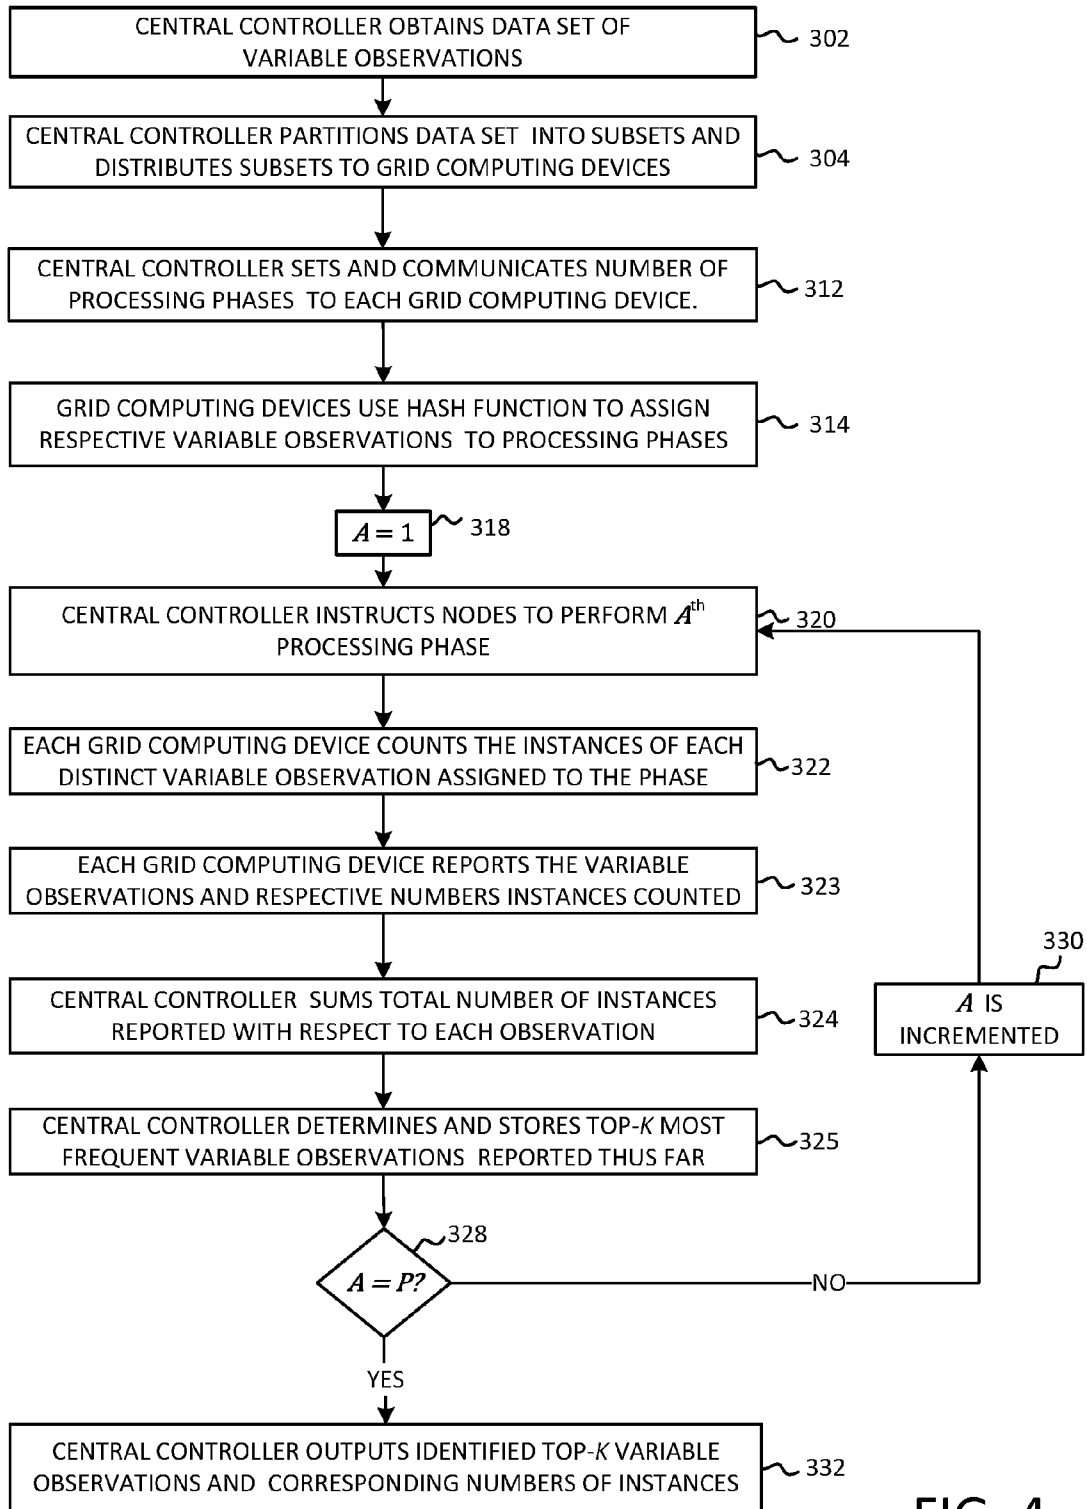 CENTRAL CONTROLLER OBTAINS DATA SET OF
VARIABLE OBSERVATIONS
302
CENTRAL CONTROLLER PARTITIONS DATA SET INTO SUBSETS AND
DISTRIBUTES SUBSETS TO GRID COMPUTING DEVICES
304
CENTRAL CONTROLLER SETS AND COMMUNICATES NUMBER OF
PROCESSING PHASES TO EACH GRID COMPUTING DEVICE.
312
GRID COMPUTING DEVICES USE HASH FUNCTION TO ASSIGN
RESPECTIVE VARIABLE OBSERVATIONS TO PROCESSING PHASES
314
A = 1
318
CENTRAL CONTROLLER INSTRUCTS NODES TO PERFORM Ath
PROCESSING PHASE
320
EACH GRID COMPUTING DEVICE COUNTS THE INSTANCES OF EACH
DISTINCT VARIABLE OBSERVATION ASSIGNED TO THE PHASE
322
EACH GRID COMPUTING DEVICE REPORTS THE VARIABLE
OBSERVATIONS AND RESPECTIVE NUMBERS INSTANCES COUNTED
323
CENTRAL CONTROLLER SUMS TOTAL NUMBER OF INSTANCES
REPORTED WITH RESPECT TO EACH OBSERVATION
324
330
A IS
INCREMENTED
CENTRAL CONTROLLER DETERMINES AND STORES TOP-K MOST
FREQUENT VARIABLE OBSERVATIONS REPORTED THUS FAR
325
A = P?
328
NO
YES
CENTRAL CONTROLLER OUTPUTS IDENTIFIED TOP-K VARIABLE
OBSERVATIONS AND CORRESPONDING NUMBERS OF INSTANCES
332
FIG. 4